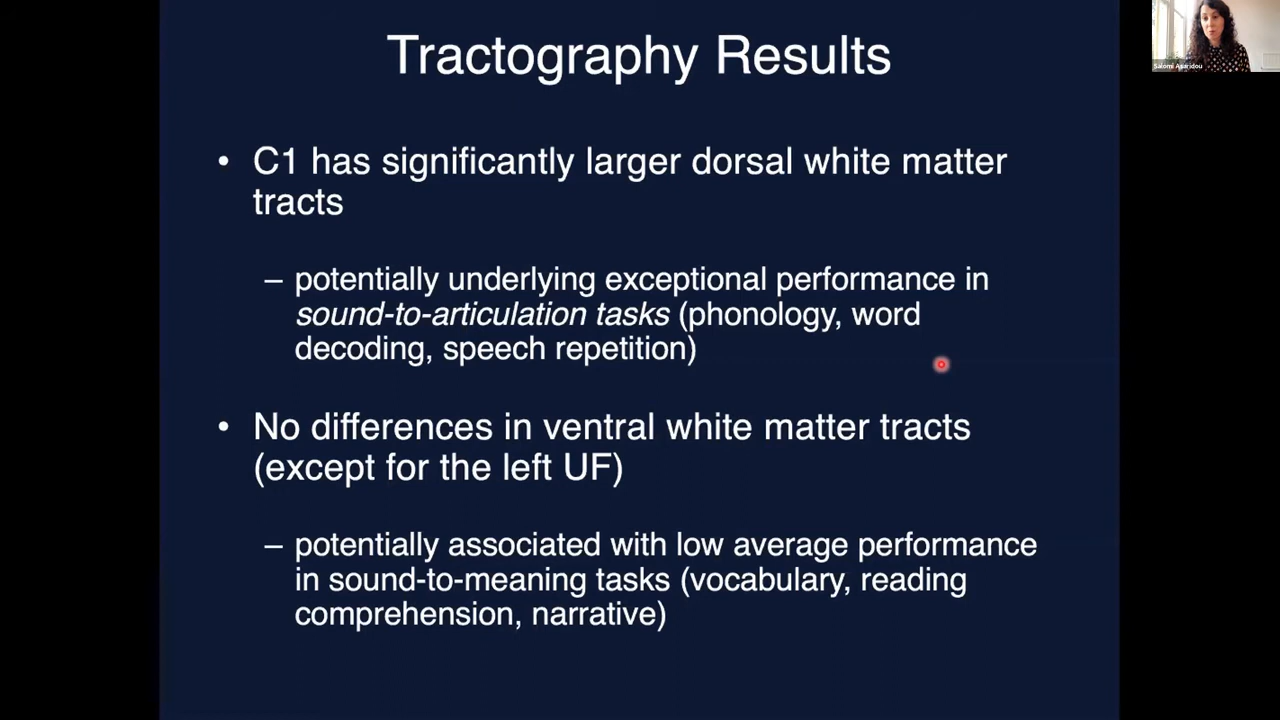 Tractography Results
Salomi Asaridou
• C1 has significantly larger dorsal white matter
tracts
– potentially underlying exceptional performance in
sound-to-articulation tasks (phonology, word
decoding, speech repetition)
• No differences in ventral white matter tracts
(except for the left UF)
– potentially associated with low average performance
in sound-to-meaning tasks (vocabulary, reading
comprehension, narrative)